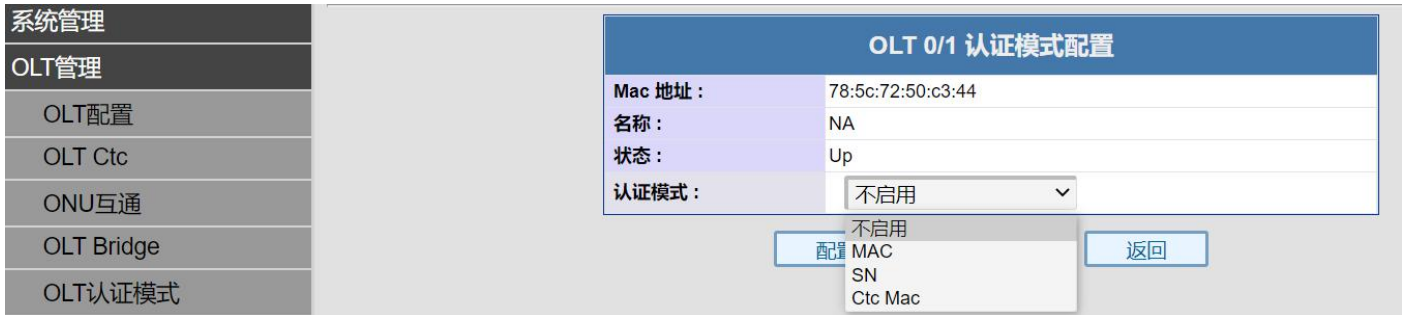 系统管理
OLT管理
OLT配置
OLT Ctc
ONU互通
OLT Bridge
OLT认证模式
OLT 0/1 认证模式配置
Mac 地址： 78:5c:72:50:c3:44
名称： NA
状态： Up
认证模式： 不启用
不启用
MAC
SN
Ctc Mac
配
返回